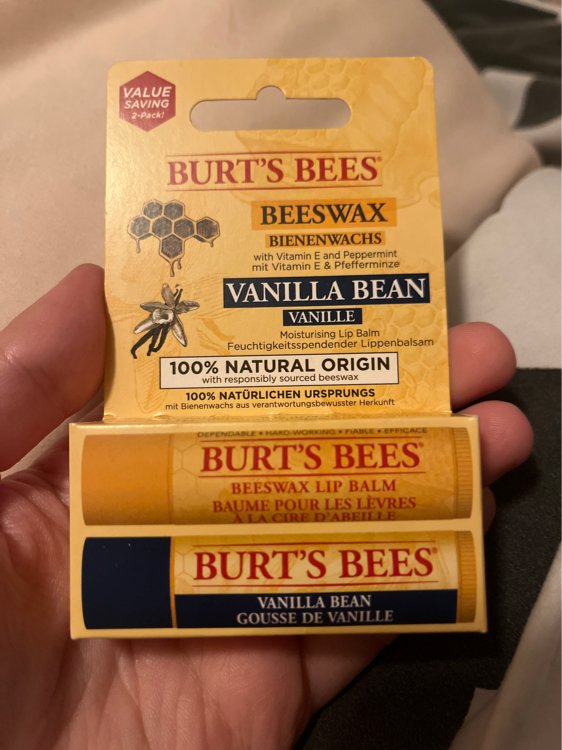 VALUE
SAVING
2-Pack!
BURT'S BEES®
BEESWAX
BIENENWACHS
with Vitamin E and Peppermint
mit Vitamin E & Pfefferminze
VANILLA BEAN
VANILLE
Moisturising Lip Balm
Feuchtigkeitsspendender Lippenbalsam
100% NATURAL ORIGIN
with responsibly sourced beeswax
100% NATÜRLICHEN URSPRUNGS
mit Bienenwachs aus verantwortungsbewusster Herkunft
DEPENDABLE • HARD-WORKING • FIABLE • EFFICACE
BURT'S BEES®
BEESWAX LIP BALM
BAUME POUR LES LÈVRES
À LA CIRE D'ABEILLE
BURT'S BEES®
VANILLA BEAN
GOUSSE DE VANILLE